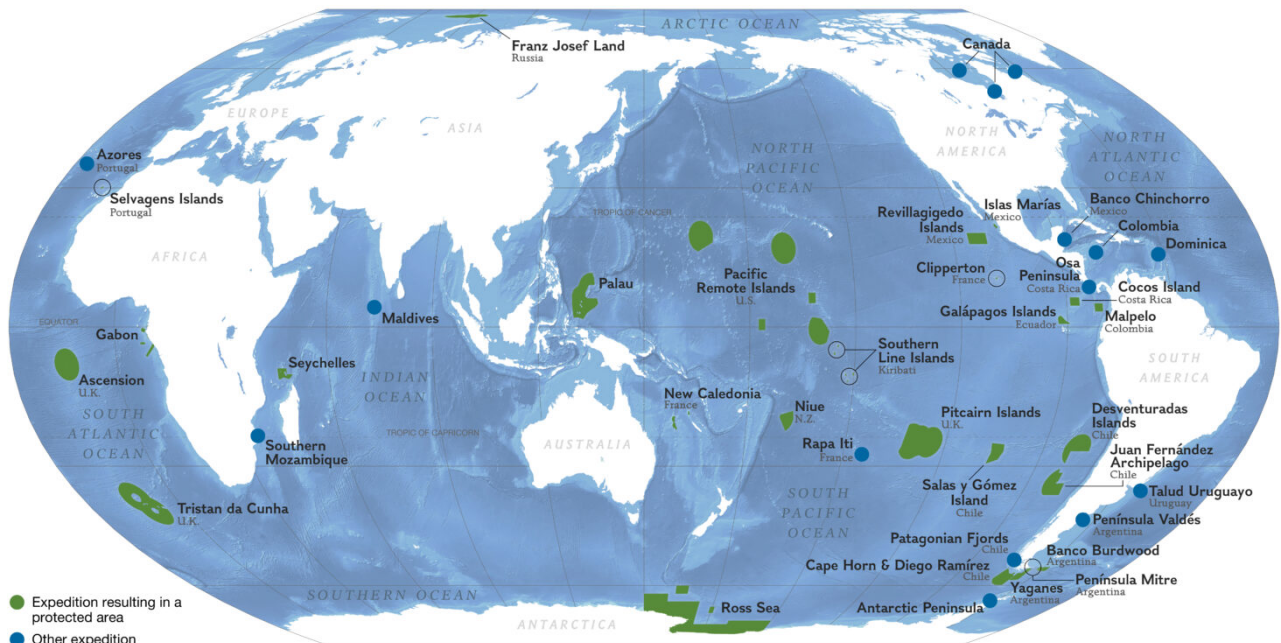 ARCTIC OCEAN
Franz Josef Land
Russia
Canada
EUROPE
ASIA
NORTH
AMERICA
NORTH
PACIFIC
OCEAN
NORTH
ATLANTIC
OCEAN
Azores
Portugal
Selvagens Islands
Portugal
TROPIC OF CANCER
Revillagigedo
Islands
Mexico
Islas Marías
Mexico
Banco Chinchorro
Mexico
Colombia
Dominica
AFRICA
Clipperton
France
Osa
Peninsula
Costa Rica
Cocos Island
Costa Rica
Palau
Pacific
Remote Islands
U.S.
Maldives
Galápagos Islands
Ecuador
Malpelo
Colombia
EQUATOR
Gabon
Seychelles
Southern
Line Islands
Kiribati
SOUTH
AMERICA
Ascension
U.K.
INDIAN
OCEAN
New Caledonia
France
Niue
N.Z.
Pitcairn Islands
U.K.
Desventuradas
Islands
Chile
SOUTH
ATLANTIC
OCEAN
TROPIC OF CAPRICORN
AUSTRALIA
Southern
Mozambique
Rapa Iti
France
Juan Fernández
Archipelago
Chile
Salas y Gómez
Island
Chile
Talud Uruguayo
Uruguay
Tristan da Cunha
U.K.
SOUTH
PACIFIC
OCEAN
Península Valdés
Argentina
Patagonian Fjords
Chile
Banco Burdwood
Argentina
Cape Horn & Diego Ramírez
Chile
Península Mitre
Argentina
Yaganes
Argentina
SOUTHERN OCEAN
Ross Sea
Antarctic Peninsula
ANTARCTICA
Expedition resulting in a
protected area
Other expedition